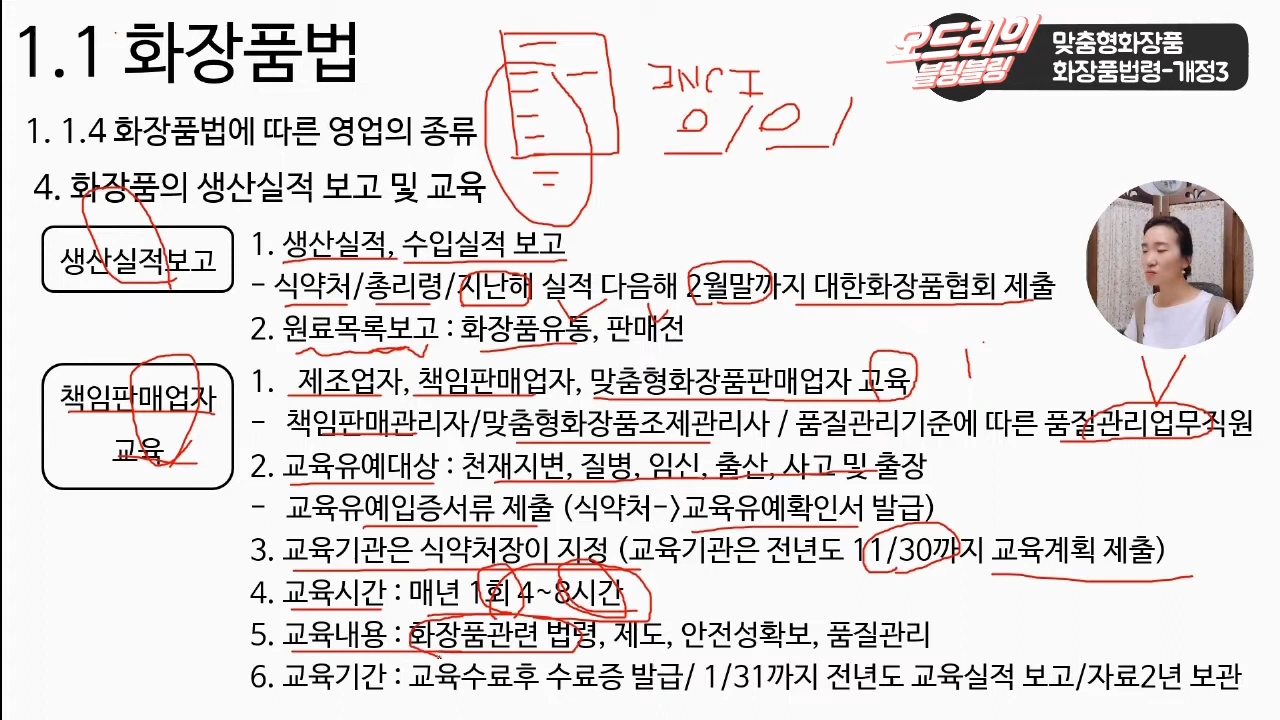 1.1 화장품법
오드리의
블링블링
맞춤형화장품
화장품법령-개정3
INCI
1. 1.4 화장품법에 따른 영업의 종류
4. 화장품의 생산실적 보고 및 교육
생산실적보고
1. 생산실적, 수입실적 보고
- 식약처/총리령/지난해 실적 다음해 2월말까지 대한화장품협회 제출
2. 원료목록보고 : 화장품유통, 판매전
책임판매업자
교육
1. 제조업자, 책임판매업자, 맞춤형화장품판매업자 교육
- 책임판매관리자/맞춤형화장품조제관리사 / 품질관리기준에 따른 품질관리업무직원
2. 교육유예대상 : 천재지변, 질병, 임신, 출산, 사고 및 출장
- 교육유예입증서류 제출 (식약처->교육유예확인서 발급)
3. 교육기관은 식약처장이 지정 (교육기관은 전년도 11/30까지 교육계획 제출)
4. 교육시간 : 매년 1회 4~8시간
5. 교육내용 : 화장품관련 법령, 제도, 안전성확보, 품질관리
6. 교육기간 : 교육수료후 수료증 발급/ 1/31까지 전년도 교육실적 보고/자료2년 보관